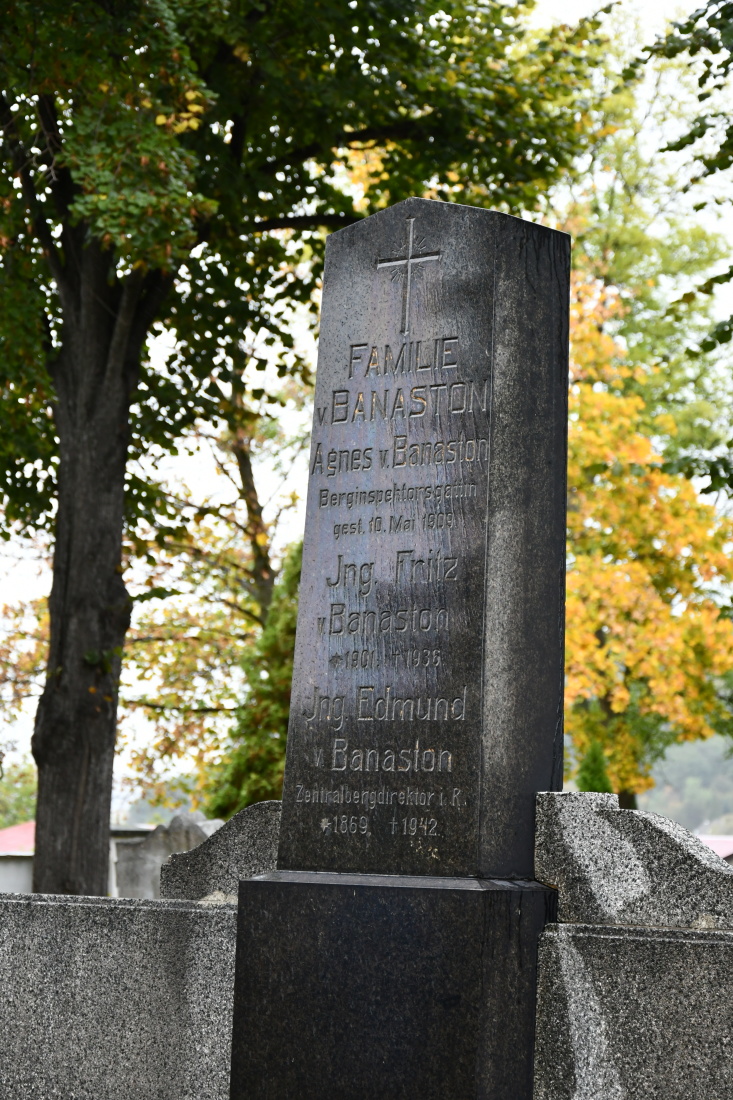 FAMILIE
v. BANASTON
Agnes v. Banaston
Berginspektorsgattin
gest. 10. Mai 1909.
Jng. Fritz
v. Banaston
*1901. †1936.
Jng. Edmund
v. Banaston
Zentralbergdirektor i. R.
*1869. †1942.